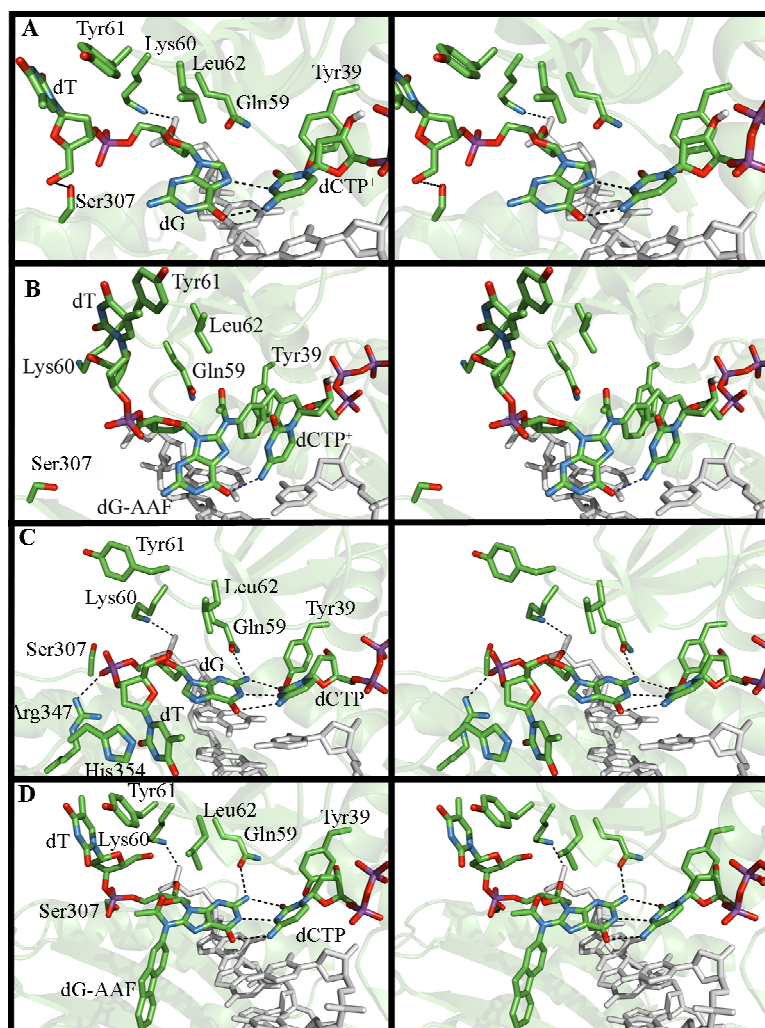 A
Tyr61
Lys60
Leu62
Tyr39
dT
Gln59
Ser307
dG
dCTP⁺
B
Tyr61
dT
Leu62
Lys60
Tyr39
Gln59
Ser307
dCTP⁺
dG-AAF
C
Tyr61
Leu62
Lys60
Tyr39
Gln59
Ser307
dG
Arg347
dT
dCTP
His354
D
Tyr61
Leu62
Tyr39
dT
Lys60
Gln59
Ser307
dCTP
dG-AAF